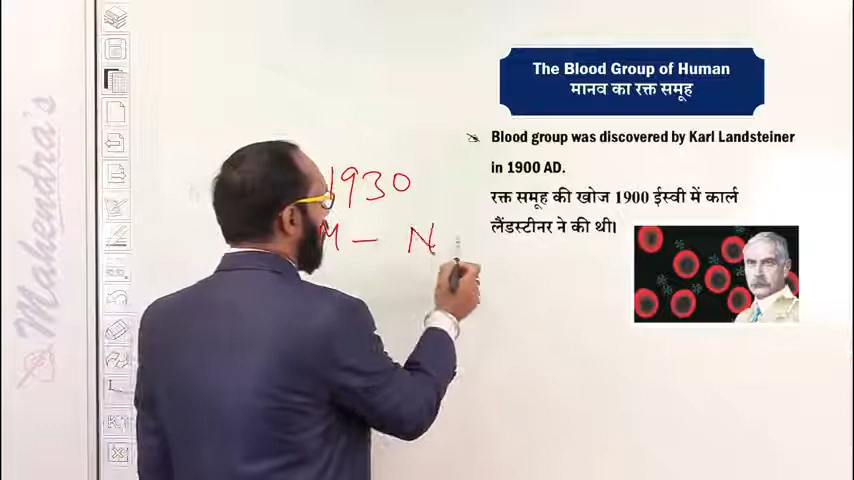 Mahendra's
The Blood Group of Human
मानव का रक्त समूह
Blood group was discovered by Karl Landsteiner
in 1900 AD.
रक्त समूह की खोज 1900 ईस्वी में कार्ल
लैंडस्टीनर ने की थी।
1930
M - N